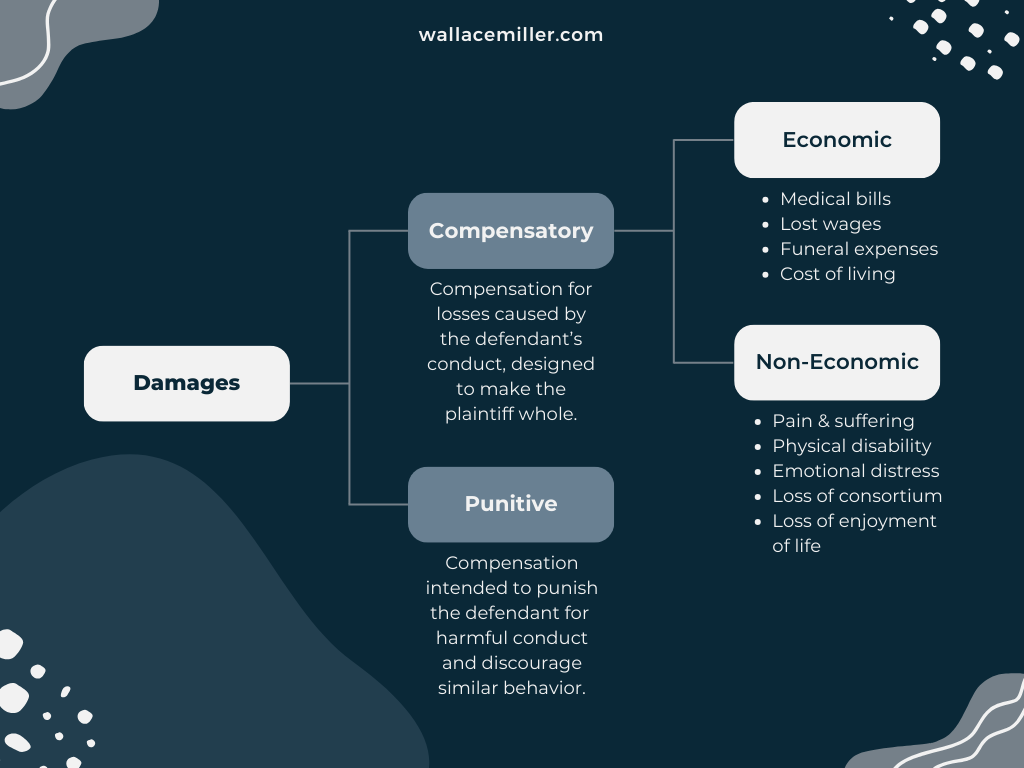 wallacemiller.com
Damages
Compensatory
Compensation for
losses caused by
the defendant's
conduct, designed
to make the
plaintiff whole.
Punitive
Compensation
intended to punish
the defendant for
harmful conduct
and discourage
similar behavior.
Economic
• Medical bills
• Lost wages
• Funeral expenses
• Cost of living
Non-Economic
• Pain & suffering
• Physical disability
• Emotional distress
• Loss of consortium
• Loss of enjoyment
of life